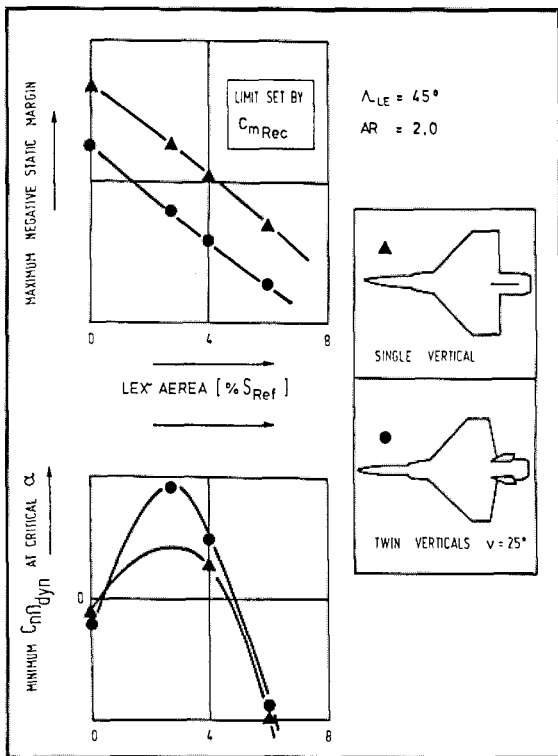 MAXIMUM NEGATIVE STATIC MARGIN
LIMIT SET BY
CmRec
ΛLE = 45°
AR = 2.0
0
4
8
LEX AEREA [% SRef]
SINGLE VERTICAL
TWIN VERTICALS ν = 25°
MINIMUM Cnβdyn AT CRITICAL α
0
0
4
8